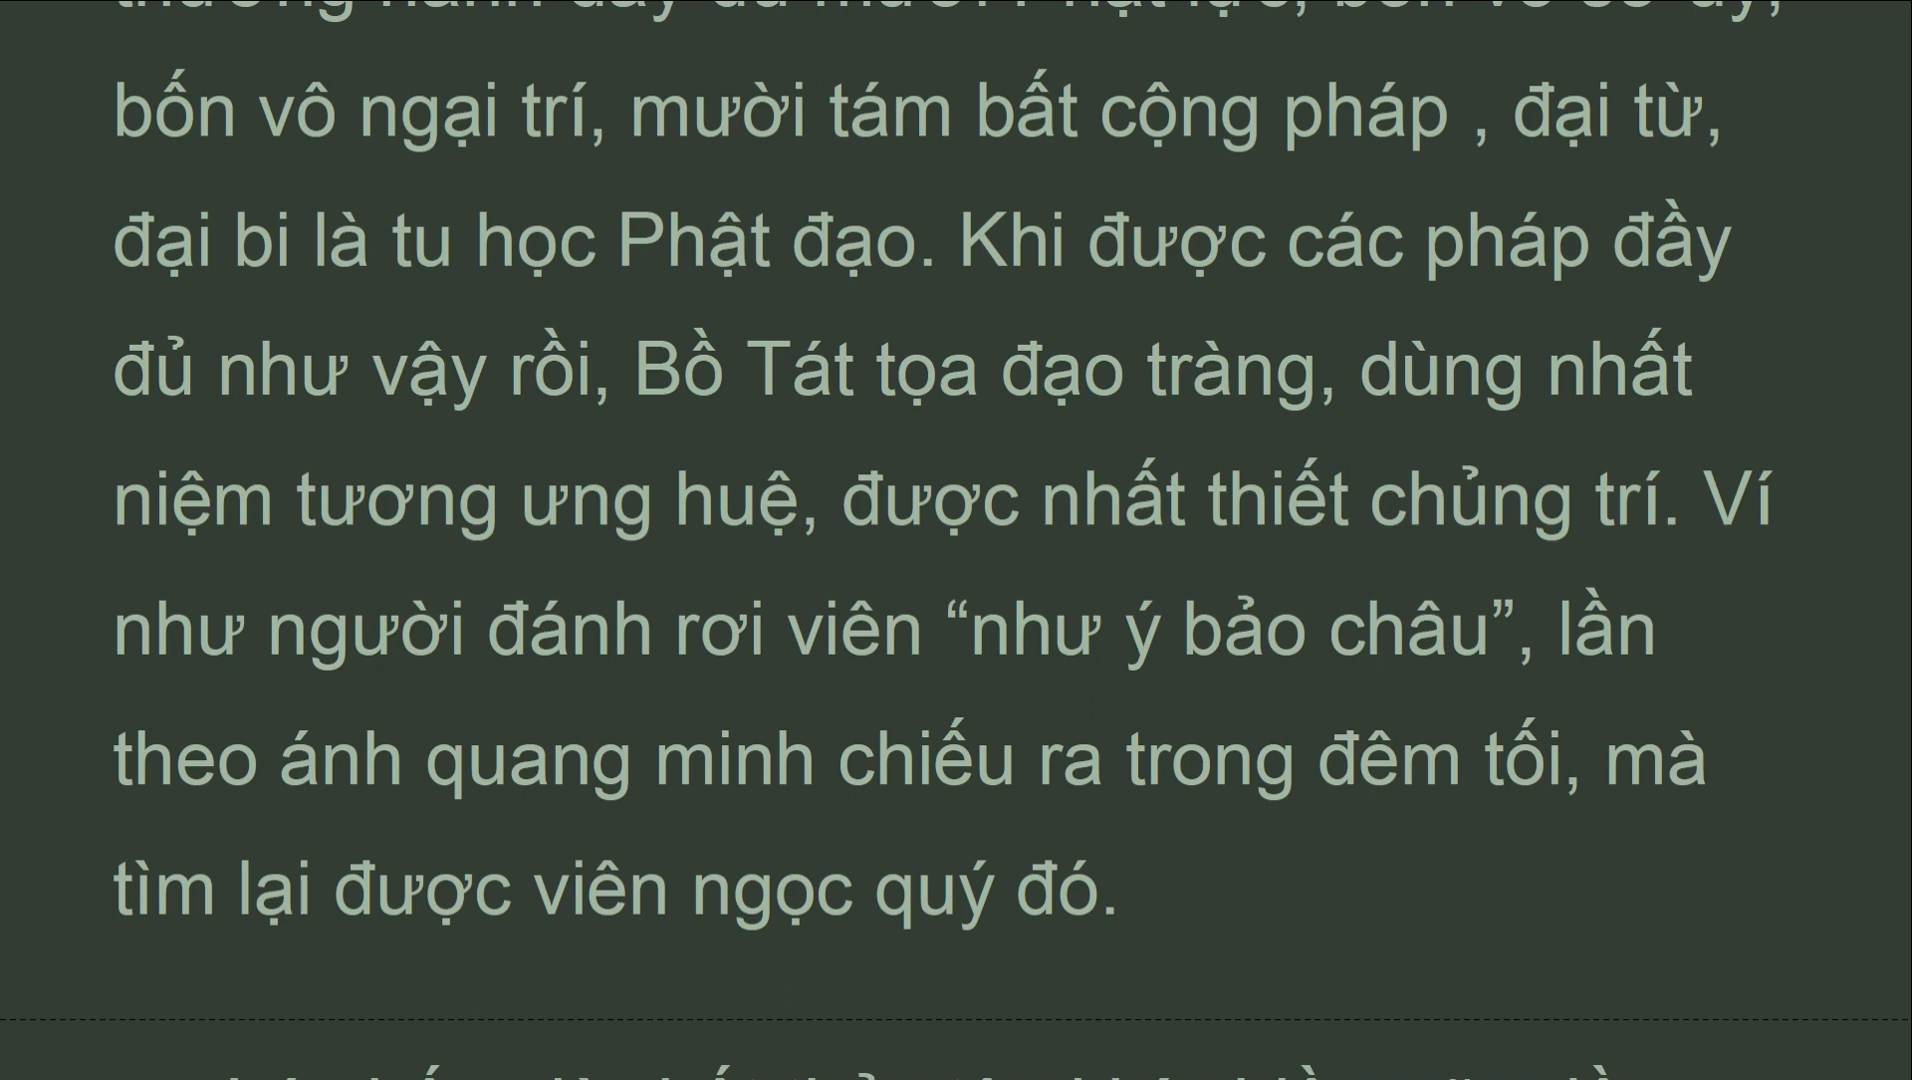 bốn vô ngại trí, mười tám bất cộng pháp , đại từ,
đại bi là tu học Phật đạo. Khi được các pháp đầy
đủ như vậy rồi, Bồ Tát tọa đạo tràng, dùng nhất
niệm tương ưng huệ, được nhất thiết chủng trí. Ví
như người đánh rơi viên “như ý bảo châu”, lần
theo ánh quang minh chiếu ra trong đêm tối, mà
tìm lại được viên ngọc quý đó.